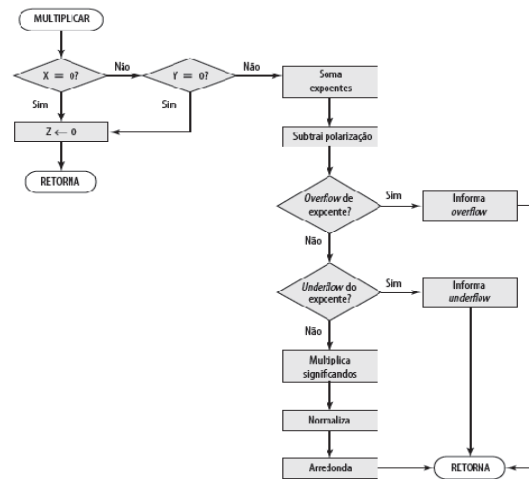 MULTIPLICAR
X = 0?
Não
Y = 0?
Não
Soma
expoentes
Sim
Sim
Z ← 0
Subtrai polarização
RETORNA
Overflow de
expoente?
Sim
Informa
overflow
Não
Underflow do
expoente?
Sim
Informa
underflow
Não
Multiplica
significandos
Normaliza
Arredonda
RETORNA